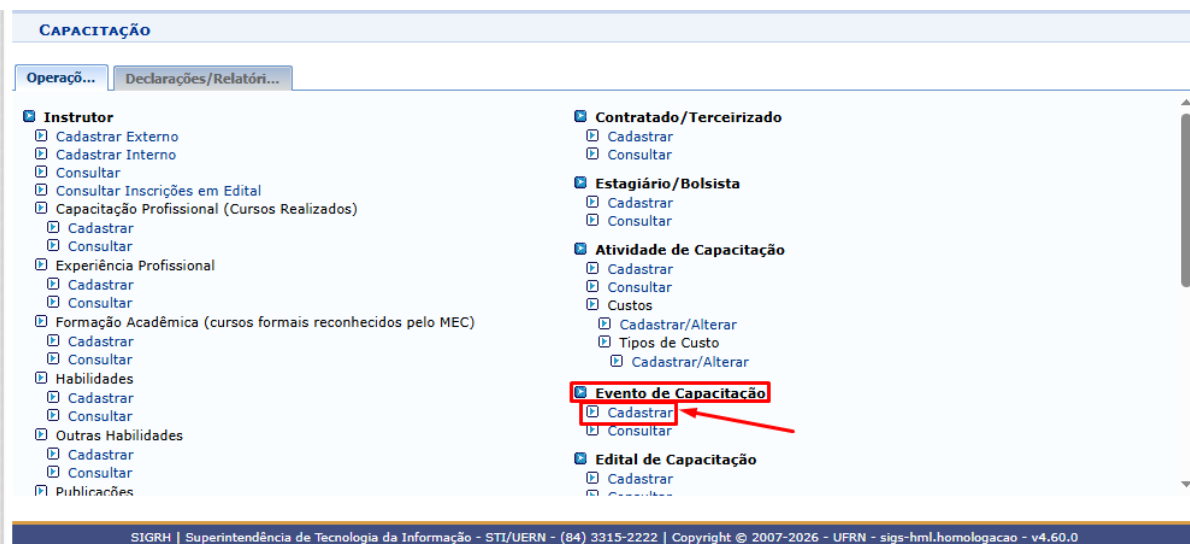 CAPACITAÇÃO
Operaçõ...
Declarações/Relatóri...
Instrutor
Cadastrar Externo
Cadastrar Interno
Consultar
Consultar Inscrições em Edital
Capacitação Profissional (Cursos Realizados)
Cadastrar
Consultar
Experiência Profissional
Cadastrar
Consultar
Formação Acadêmica (cursos formais reconhecidos pelo MEC)
Cadastrar
Consultar
Habilidades
Cadastrar
Consultar
Outras Habilidades
Cadastrar
Consultar
Publicações
Contratado/Terceirizado
Cadastrar
Consultar
Estagiário/Bolsista
Cadastrar
Consultar
Atividade de Capacitação
Cadastrar
Consultar
Custos
Cadastrar/Alterar
Tipos de Custo
Cadastrar/Alterar
Evento de Capacitação
Cadastrar
Consultar
Edital de Capacitação
Cadastrar
Consultar
SIGRH | Superintendência de Tecnologia da Informação - STI/UERN - (84) 3315-2222 | Copyright © 2007-2026 - UFRN - sigs-hml.homologacao - v4.60.0